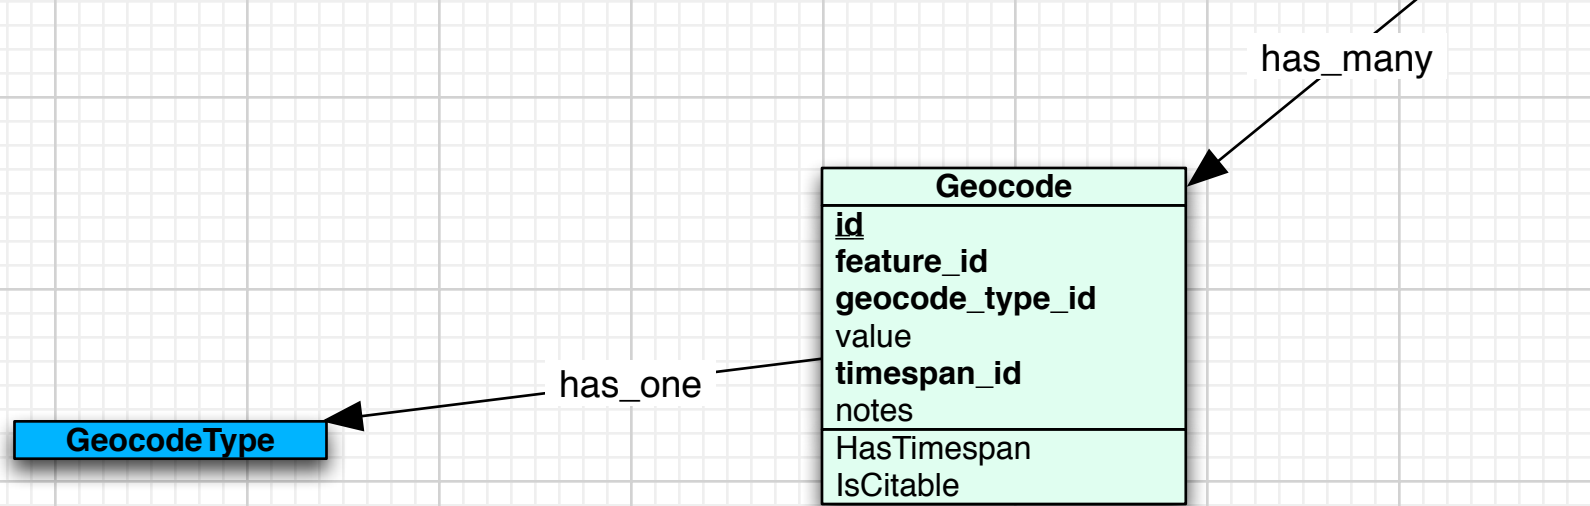 has_many
Geocode
id
feature_id
geocode_type_id
value
timespan_id
notes
HasTimespan
IsCitable
has_one
GeocodeType